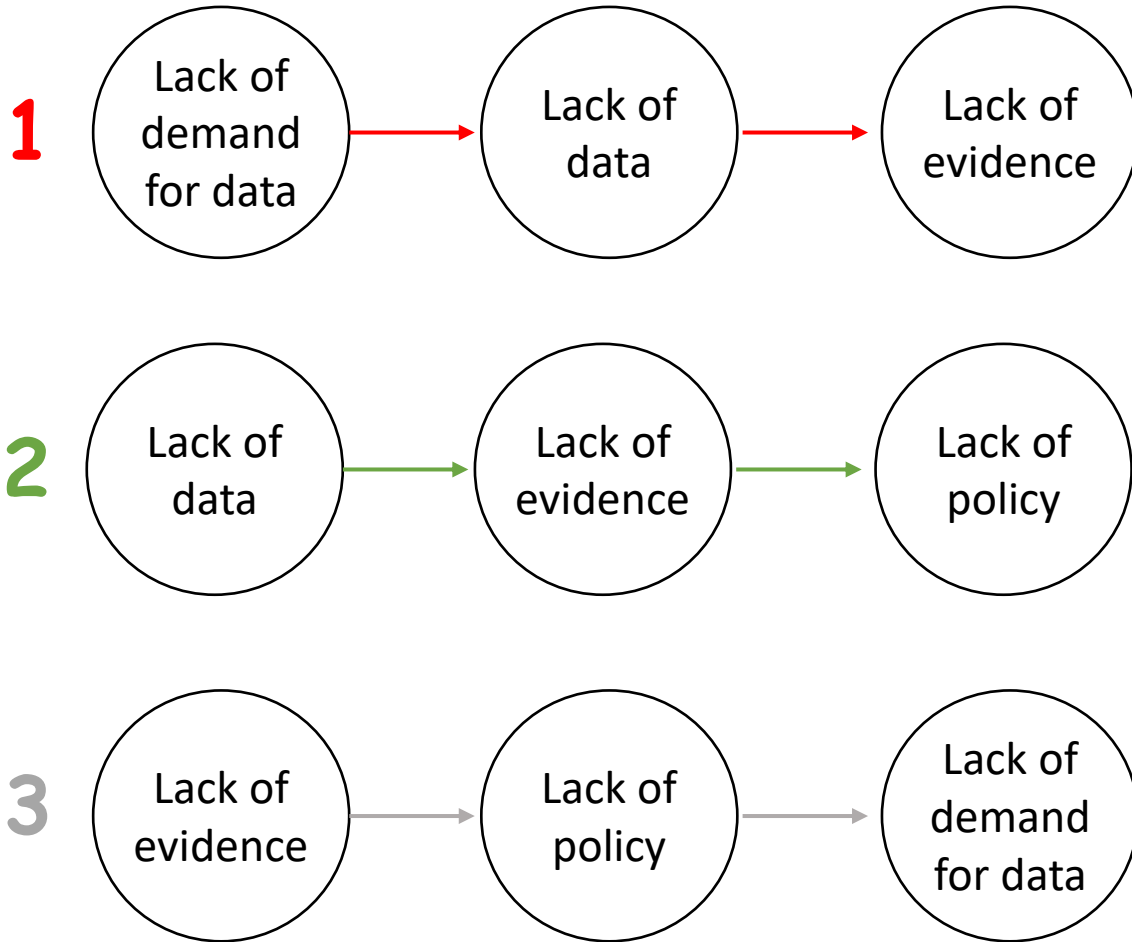 1
Lack of
demand
for data
Lack of
data
Lack of
evidence
2
Lack of
data
Lack of
evidence
Lack of
policy
3
Lack of
evidence
Lack of
policy
Lack of
demand
for data